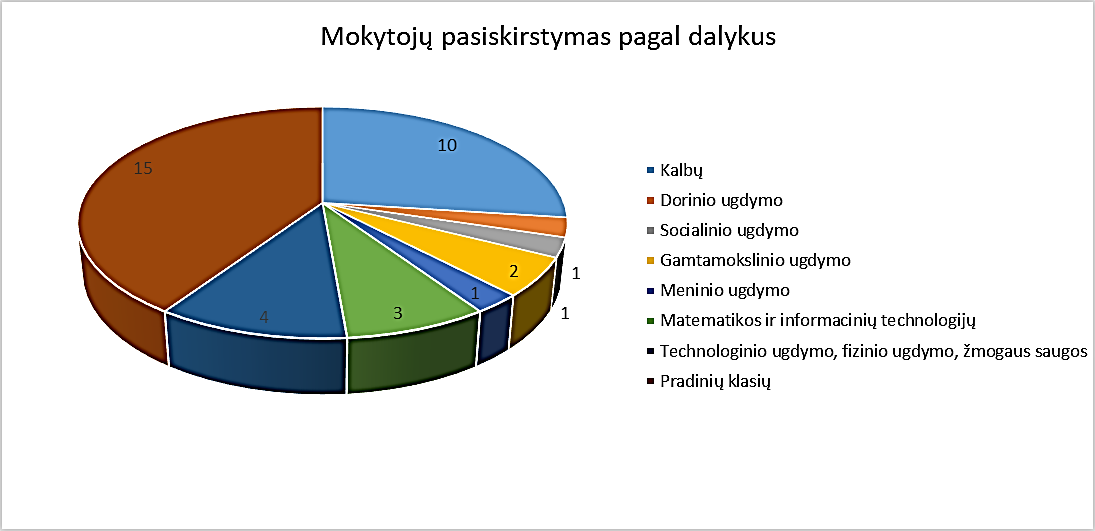 Mokytojų pasiskirstymas pagal dalykus
10
15
1
2
1
1
3
4
Kalbų
Dorinio ugdymo
Socialinio ugdymo
Gamtamokslinio ugdymo
Meninio ugdymo
Matematikos ir informacinių technologijų
Technologinio ugdymo, fizinio ugdymo, žmogaus saugos
Pradinių klasių